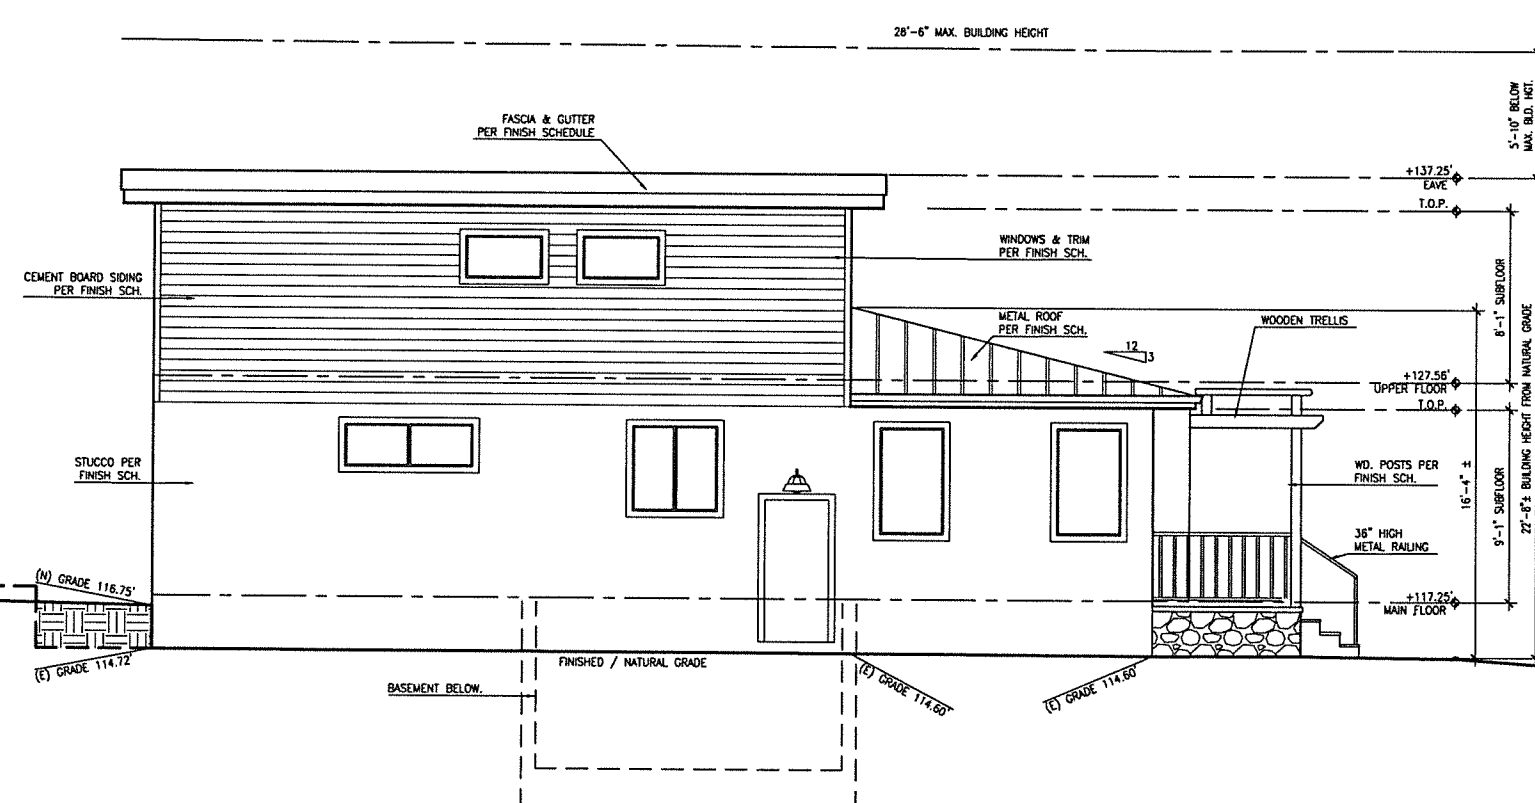 28'-6" MAX. BUILDING HEIGHT
5'-10" BELOW
MAX. BLD. HGT.
FASCIA & GUTTER
PER FINISH SCHEDULE
+137.25'
EAVE
T.O.P.
WINDOWS & TRIM
PER FINISH SCH.
CEMENT BOARD SIDING
PER FINISH SCH.
8'-1" SUBFLOOR
METAL ROOF
PER FINISH SCH.
WOODEN TRELLIS
12
3
+127.56'
UPPER FLOOR
T.O.P.
22'-8"± BUILDING HEIGHT FROM NATURAL GRADE
STUCCO PER
FINISH SCH.
WD. POSTS PER
FINISH SCH.
16'-4" ±
9'-1" SUBFLOOR
36" HIGH
METAL RAILING
(N) GRADE 116.75'
+117.25'
MAIN FLOOR
(E) GRADE 114.72'
FINISHED / NATURAL GRADE
BASEMENT BELOW.
(E) GRADE 114.60'
(E) GRADE 114.60'